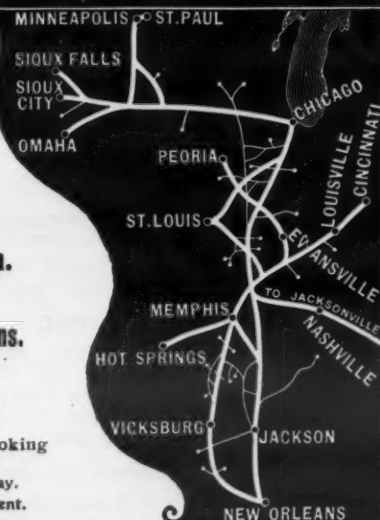 MINNEAPOLIS ST. PAUL
SIOUX FALLS
SIOUX
CITY
CHICAGO
OMAHA
PEORIA
LOUISVILLE
CINCINNATI
ST. LOUIS
EVANSVILLE
TO JACKSONVILLE
MEMPHIS
NASHVILLE
HOT SPRINGS
VICKSBURG
JACKSON
NEW ORLEANS